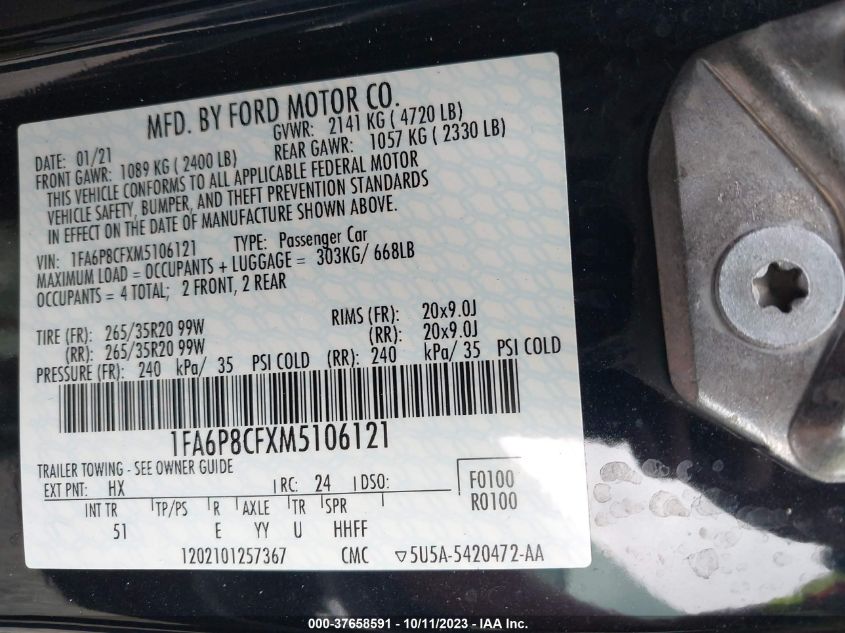 MFD. BY FORD MOTOR CO.
DATE: 01/21 GVWR: 2141 KG ( 4720 LB)
FRONT GAWR: 1089 KG ( 2400 LB) REAR GAWR: 1057 KG ( 2330 LB)
THIS VEHICLE CONFORMS TO ALL APPLICABLE FEDERAL MOTOR
VEHICLE SAFETY, BUMPER, AND THEFT PREVENTION STANDARDS
IN EFFECT ON THE DATE OF MANUFACTURE SHOWN ABOVE.
VIN: 1FA6P8CFXM5106121 TYPE: Passenger Car
MAXIMUM LOAD = OCCUPANTS + LUGGAGE = 303KG/ 668LB
OCCUPANTS = 4 TOTAL; 2 FRONT, 2 REAR
TIRE (FR): 265/35R20 99W RIMS (FR): 20x9.0J
(RR): 265/35R20 99W (RR): 20x9.0J
PRESSURE (FR): 240 kPa/ 35 PSI COLD (RR): 240 kPa/ 35 PSI COLD
1FA6P8CFXM5106121
TRAILER TOWING - SEE OWNER GUIDE
EXT PNT: HX RC: 24 DSO: F0100
R0100
INT TR TP/PS R AXLE TR SPR
51 E YY U HHFF
1202101257367 CMC ▽5U5A-5420472-AA
000-37658591 - 10/11/2023 - © IAA Inc.